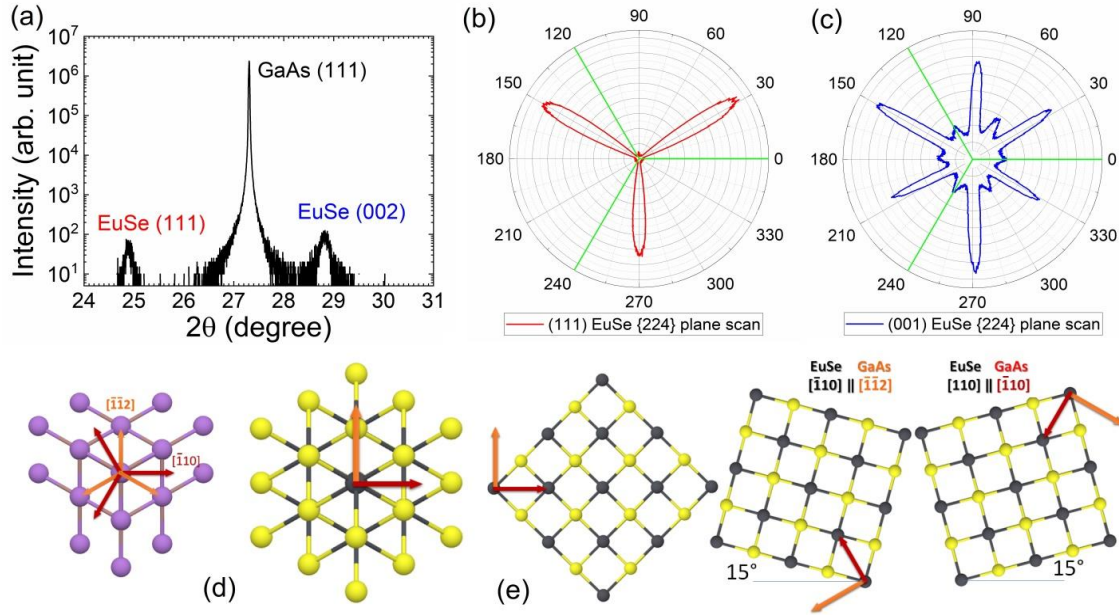 (a)
Intensity (arb. unit)
10⁷
10⁶
10⁵
10⁴
10³
10²
10¹
GaAs (111)
EuSe (111)
EuSe (002)
24 25 26 27 28 29 30 31
2θ (degree)
(b)
90
120
150
30
180
0
210
330
240
300
270
(111) EuSe {224} plane scan
(c)
90
120
60
150
30
180
0
210
330
240
300
270
(001) EuSe {224} plane scan
[1̄1̄2]
[1̄10]
(d)
(e)
EuSe GaAs
[1̄10] || [1̄1̄2]
15°
EuSe GaAs
[110] || [1̄10]
15°